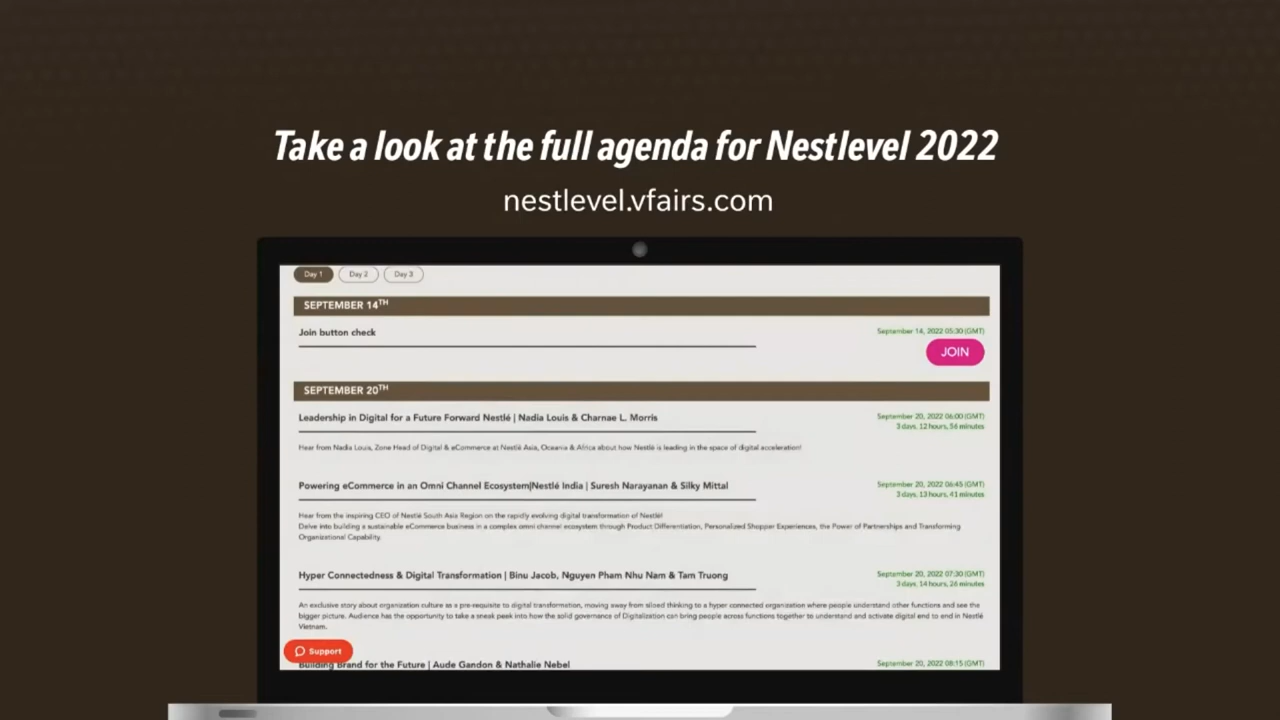 Take a look at the full agenda for Nestlevel 2022
nestlevel.vfairs.com
Day 1 Day 2 Day 3
SEPTEMBER 14TH
Join button check September 14, 2022 05:30 (GMT)
JOIN
SEPTEMBER 20TH
Leadership in Digital for a Future Forward Nestlé | Nadia Louis & Charnae L. Morris September 20, 2022 06:00 (GMT)
3 days, 12 hours, 56 minutes
Hear from Nadia Louis, Zone Head of Digital & eCommerce at Nestlé Asia, Oceania & Africa about how Nestlé is leading in the space of digital acceleration!
Powering eCommerce in an Omni Channel Ecosystem|Nestlé India | Suresh Narayanan & Silky Mittal September 20, 2022 06:45 (GMT)
3 days, 13 hours, 41 minutes
Hear from the inspiring CEO of Nestlé South Asia Region on the rapidly evolving digital transformation of Nestlé!
Delve into building a sustainable eCommerce business in a complex omni channel ecosystem through Product Differentiation, Personalized Shopper Experiences, the Power of Partnerships and Transforming
Organizational Capability.
Hyper Connectedness & Digital Transformation | Binu Jacob, Nguyen Pham Nhu Nam & Tam Truong September 20, 2022 07:30 (GMT)
3 days, 14 hours, 26 minutes
An exclusive story about organization culture as a pre-requisite to digital transformation, moving away from siloed thinking to a hyper connected organization where people understand other functions and see the
bigger picture. Audience has the opportunity to take a sneak peek into how the solid governance of Digitalization can bring people across functions together to understand and activate digital end to end in Nestlé
Vietnam.
Support
Building Brand for the Future | Aude Gandon & Nathalie Nebel September 20, 2022 08:15 (GMT)